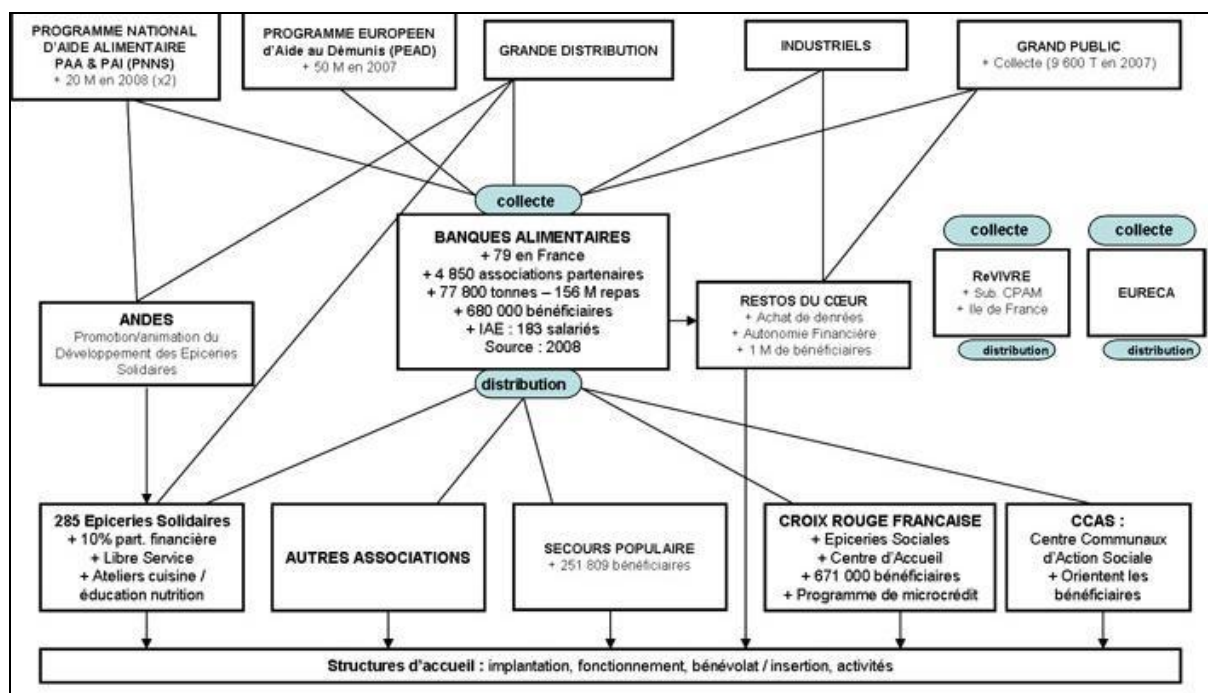 PROGRAMME NATIONAL
D'AIDE ALIMENTAIRE
PAA & PAI (PNNS)
+ 20 M en 2008 (x2)
PROGRAMME EUROPEEN
d'Aide au Démunis (PEAD)
+ 50 M en 2007
GRANDE DISTRIBUTION
INDUSTRIELS
GRAND PUBLIC
+ Collecte (9 600 T en 2007)
collecte
BANQUES ALIMENTAIRES
+ 79 en France
+ 4 850 associations partenaires
+ 77 800 tonnes – 156 M repas
+ 680 000 bénéficiaires
+ IAE : 183 salariés
Source : 2008
distribution
ANDES
Promotion/animation du
Développement des Epiceries
Solidaires
RESTOS DU CŒUR
+ Achat de denrées
+ Autonomie Financière
+ 1 M de bénéficiaires
collecte
ReVIVRE
+ Sub. CPAM
+ Ile de France
distribution
collecte
EURECA
distribution
285 Epiceries Solidaires
+ 10% part. financière
+ Libre Service
+ Ateliers cuisine /
éducation nutrition
AUTRES ASSOCIATIONS
SECOURS POPULAIRE
+ 251 809 bénéficiaires
CROIX ROUGE FRANCAISE
+ Epiceries Sociales
+ Centre d'Accueil
+ 671 000 bénéficiaires
+ Programme de microcrédit
CCAS :
Centre Communaux
d'Action Sociale
+ Orientent les
bénéficiaires
Structures d'accueil : implantation, fonctionnement, bénévolat / insertion, activités